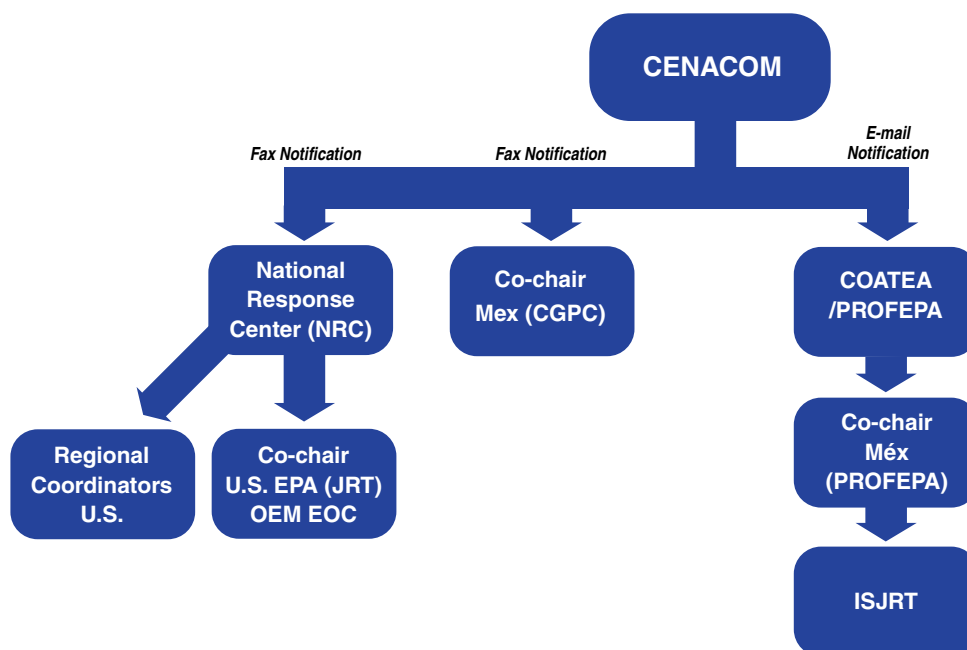 CENACOM
Fax Notification
Fax Notification
E-mail
Notification
National
Response
Center (NRC)
Co-chair
Mex (CGPC)
COATEA
/PROFEPA
Regional
Coordinators
U.S.
Co-chair
U.S. EPA (JRT)
OEM EOC
Co-chair
Méx
(PROFEPA)
ISJRT